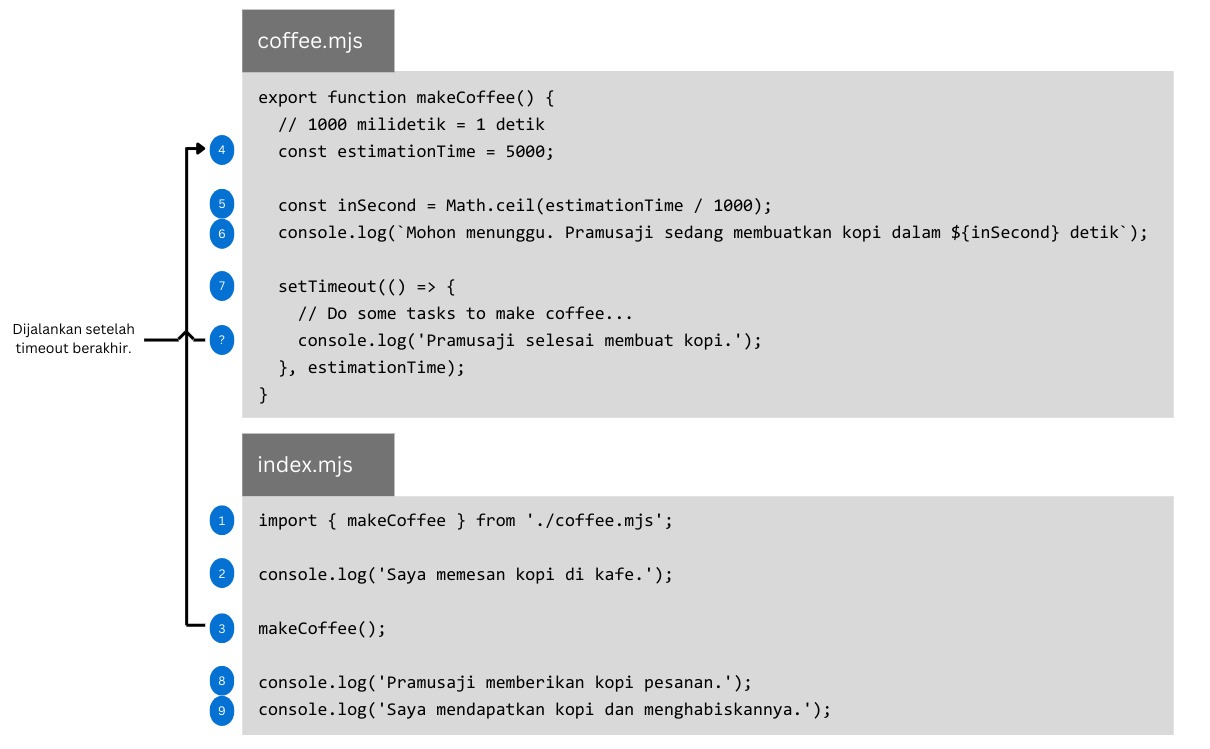 coffee.mjs
export function makeCoffee() {
// 1000 milidetik = 1 detik
4
const estimationTime = 5000;
5
const inSecond = Math.ceil(estimationTime / 1000);
6
console.log(`Mohon menunggu. Pramusaji sedang membuatkan kopi dalam ${inSecond} detik`);
7
setTimeout(() => {
// Do some tasks to make coffee...
Dijalankan setelah
timeout berakhir.
?
console.log('Pramusaji selesai membuat kopi.');
}, estimationTime);
}
index.mjs
1
import { makeCoffee } from './coffee.mjs';
2
console.log('Saya memesan kopi di kafe.');
3
makeCoffee();
8
console.log('Pramusaji memberikan kopi pesanan.');
9
console.log('Saya mendapatkan kopi dan menghabiskannya.');